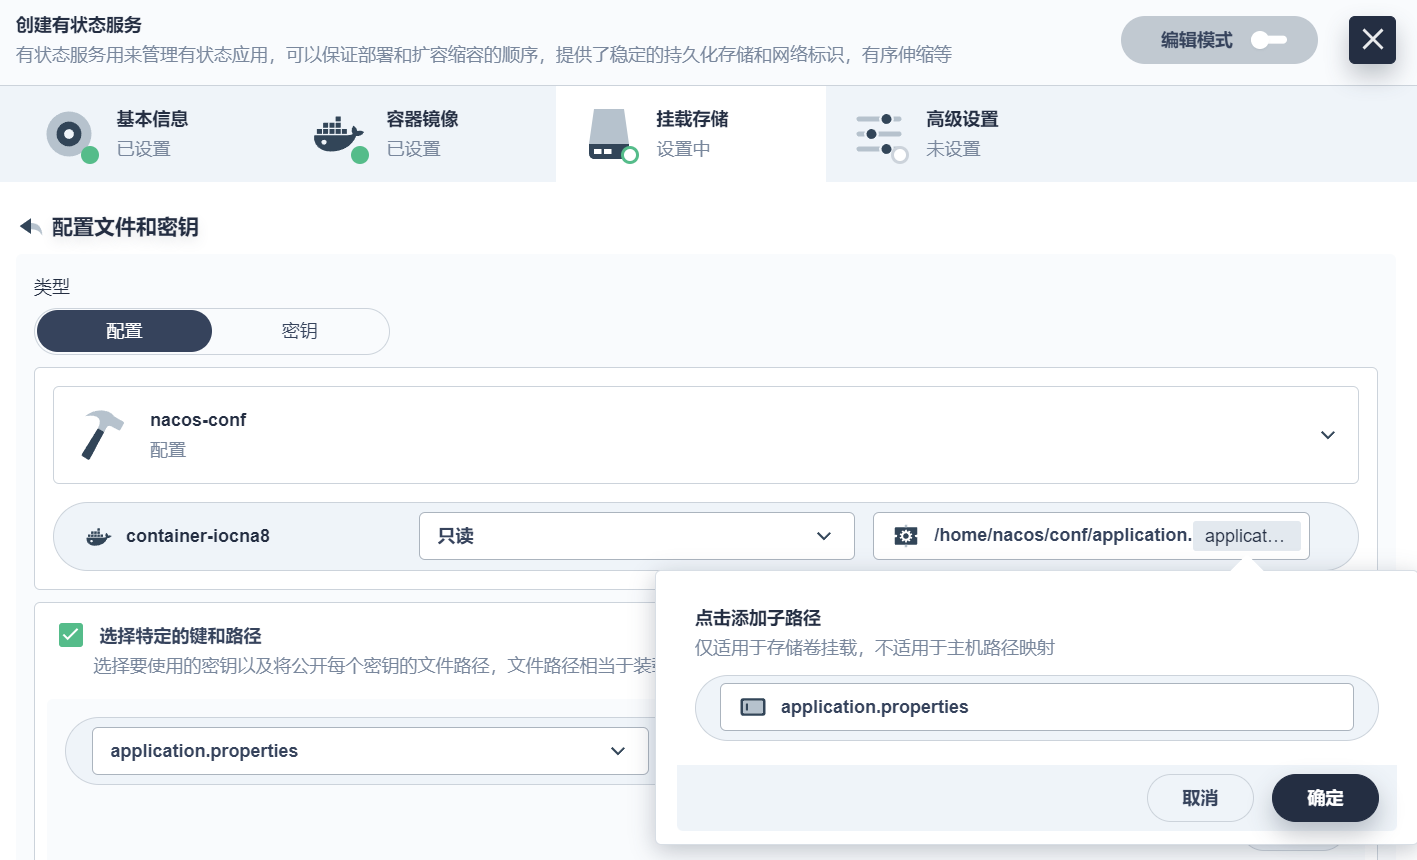 创建有状态服务
有状态服务用来管理有状态应用，可以保证部署和扩容缩容的顺序，提供了稳定的持久化存储和网络标识，有序伸缩等
编辑模式
基本信息
已设置
容器镜像
已设置
挂载存储
设置中
高级设置
未设置
配置文件和密钥
类型
配置
密钥
nacos-conf
配置
container-iocna8
只读
/home/nacos/conf/application.
applicat...
点击添加子路径
仅适用于存储卷挂载，不适用于主机路径映射
application.properties
取消
确定
选择特定的键和路径
选择要使用的密钥以及将公开每个密钥的文件路径，文件路径相当于装
application.properties